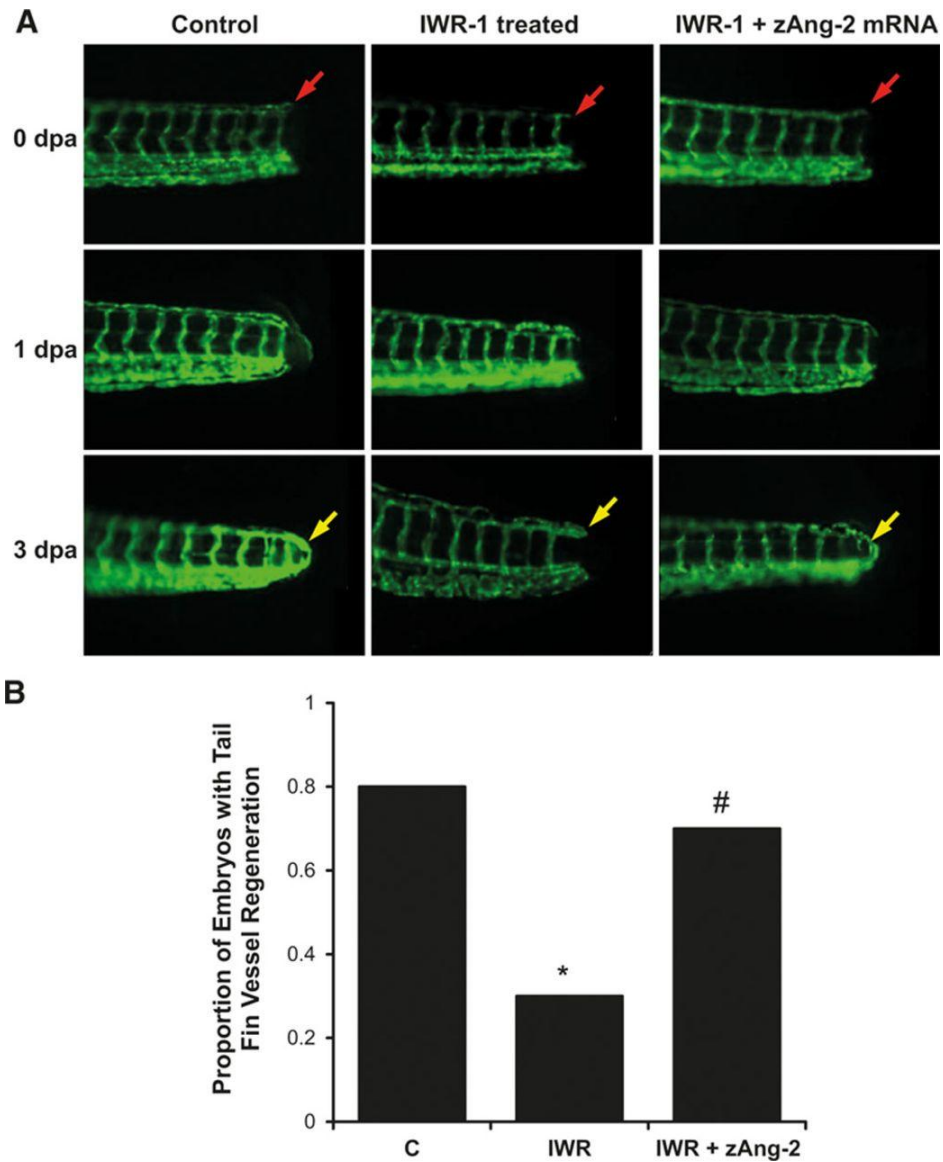 A
Control IWR-1 treated IWR-1 + zAng-2 mRNA
0 dpa
1 dpa
3 dpa
B
Proportion of Embryos with Tail
Fin Vessel Regeneration
1
0.8
0.6
0.4
0.2
0
*
#
C IWR IWR + zAng-2